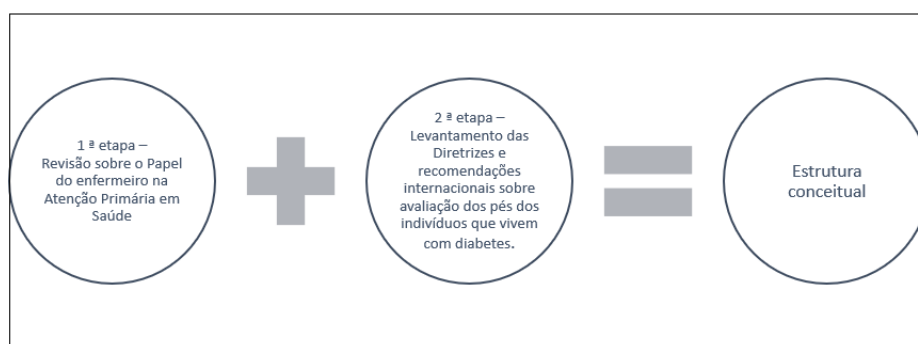 1 ª etapa –
Revisão sobre o Papel
do enfermeiro na
Atenção Primária em
Saúde
2 ª etapa –
Levantamento das
Diretrizes e
recomendações
internacionais sobre
avaliação dos pés dos
indivíduos que vivem
com diabetes.
Estrutura
conceitual